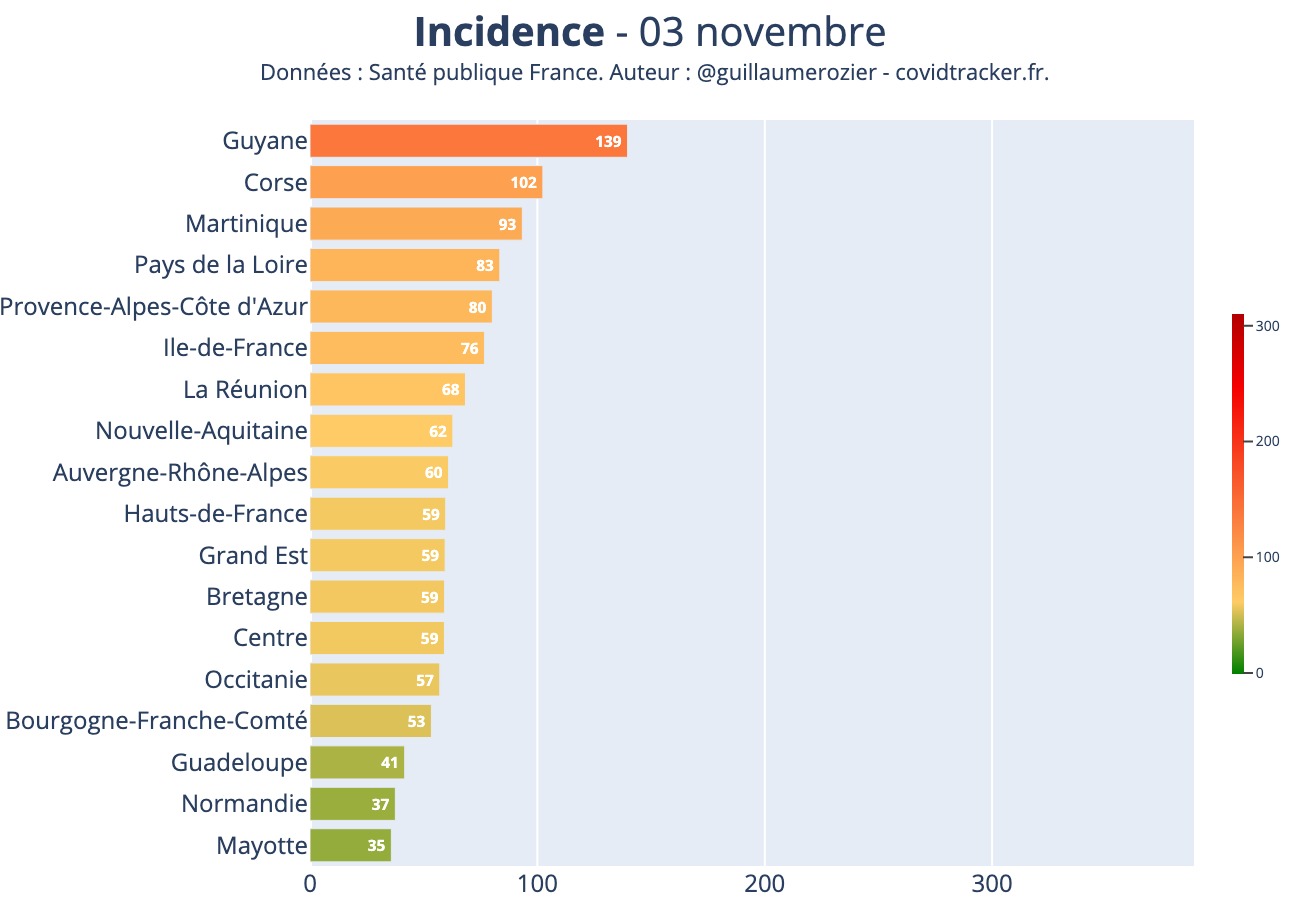 Incidence - 03 novembre
Données : Santé publique France. Auteur : @guillaumerozier - covidtracker.fr.
Guyane 139
Corse 102
Martinique 93
Pays de la Loire 83
Provence-Alpes-Côte d'Azur 80
Ile-de-France 76
La Réunion 68
Nouvelle-Aquitaine 62
Auvergne-Rhône-Alpes 60
Hauts-de-France 59
Grand Est 59
Bretagne 59
Centre 59
Occitanie 57
Bourgogne-Franche-Comté 53
Guadeloupe 41
Normandie 37
Mayotte 35
0 100 200 300
300
200
100
0